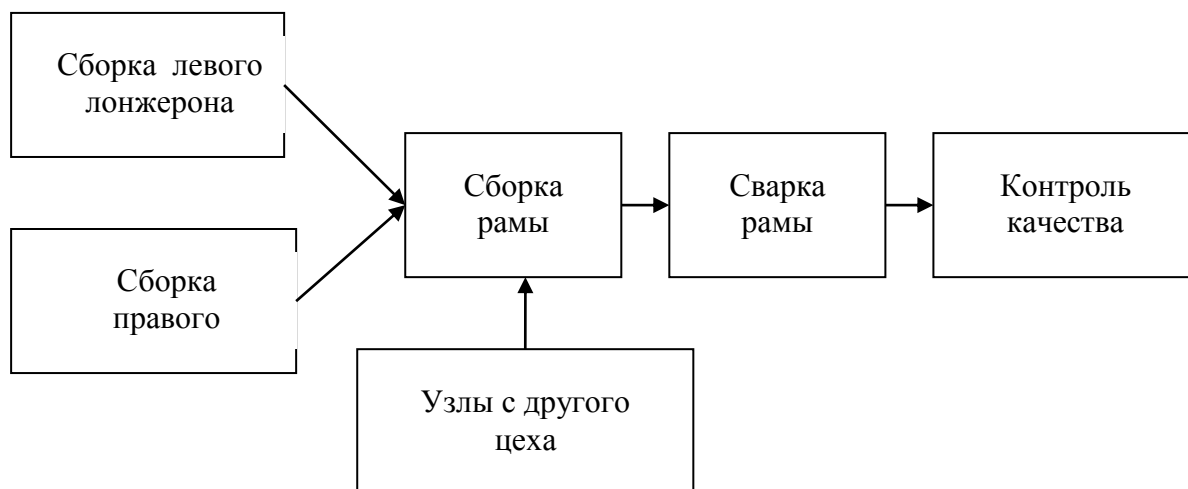 Сборка левого
лонжерона
Сборка
правого
Сборка
рамы
Сварка
рамы
Контроль
качества
Узлы с другого
цеха